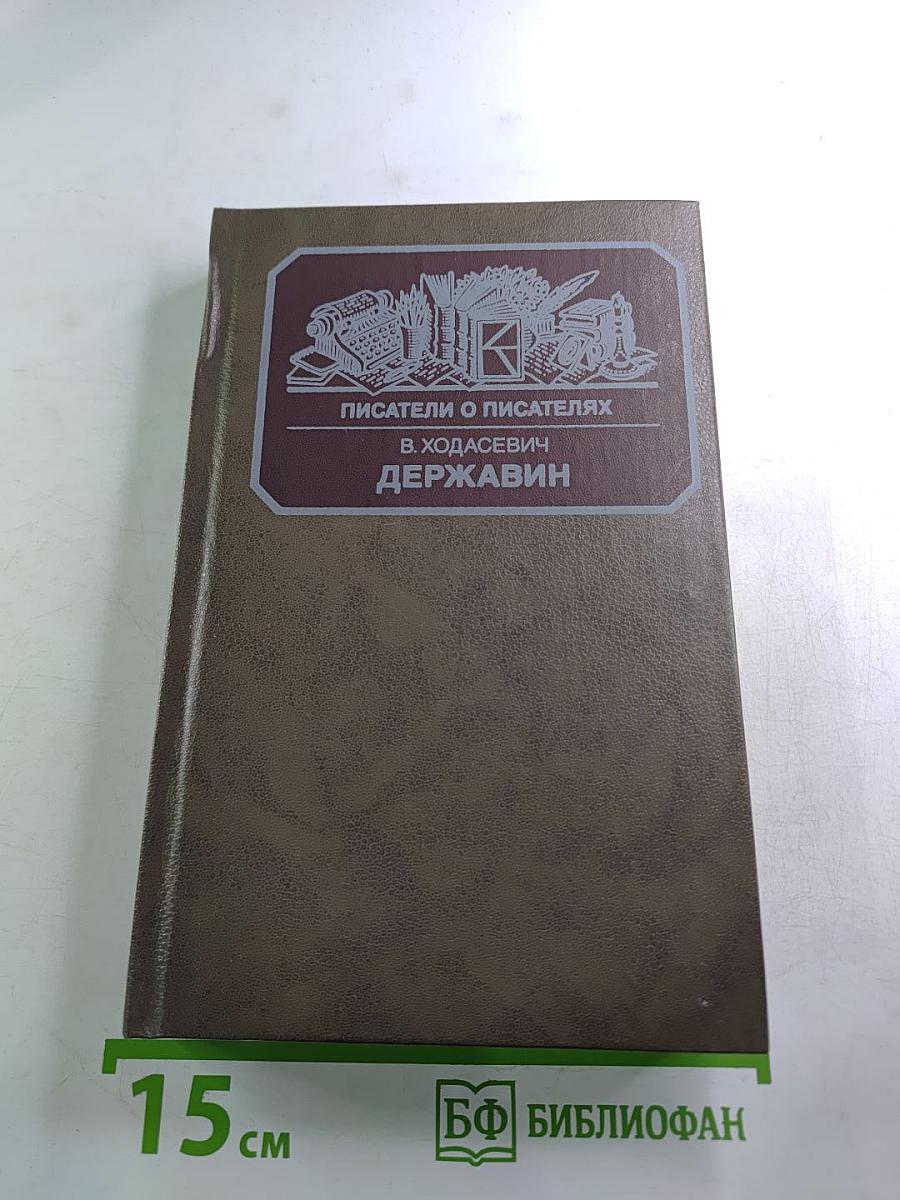 ПИСАТЕЛИ О ПИСАТЕЛЯХ
В. ХОДАСЕВИЧ
ДЕРЖАВИН
15 см
БФ БИБЛИОФАН